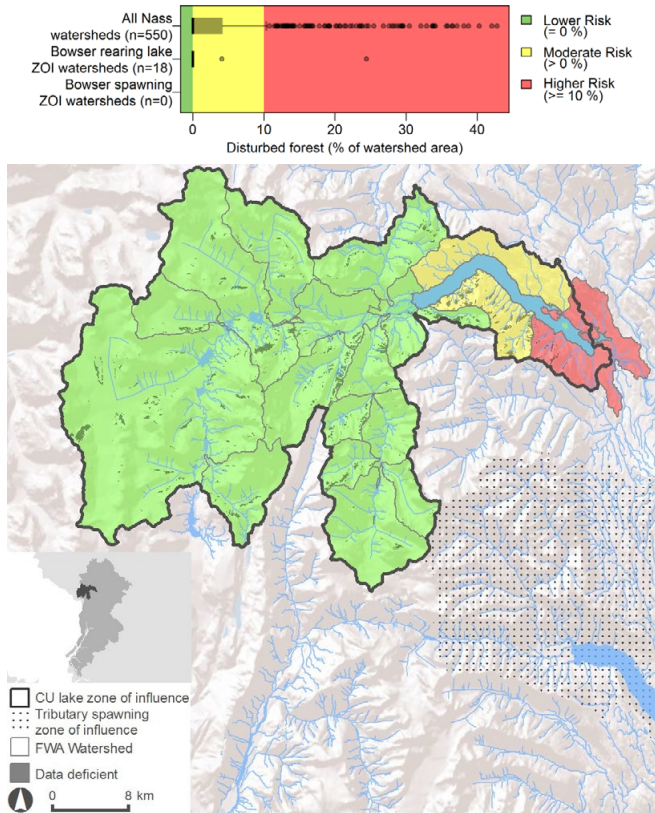 All Nass
watersheds (n=550)
Bowser rearing lake
ZOI watersheds (n=18)
Bowser spawning
ZOI watersheds (n=0)
0 10 20 30 40
Disturbed forest (% of watershed area)
Lower Risk
(= 0 %)
Moderate Risk
(> 0 %)
Higher Risk
(>= 10 %)
CU lake zone of influence
Tributary spawning
zone of influence
FWA Watershed
Data deficient
0 8 km